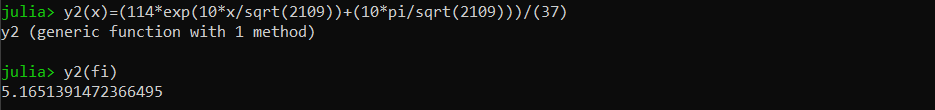 julia> y2(x)=(114*exp(10*x/sqrt(2109))+(10*pi/sqrt(2109)))/(37)
y2 (generic function with 1 method)
julia> y2(fi)
5.1651391472366495